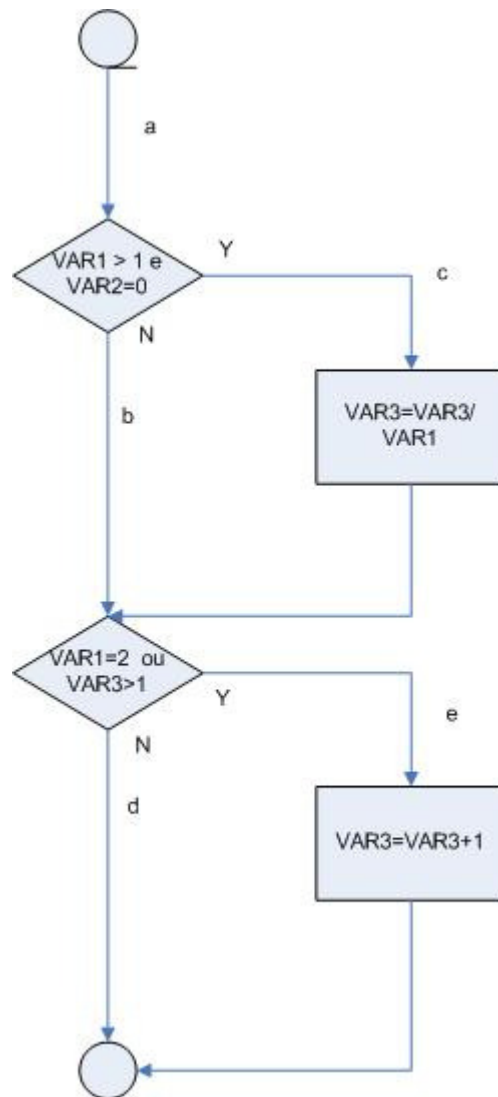 a
VAR1 > 1 e
VAR2=0
Y
c
N
b
VAR3=VAR3/
VAR1
VAR1=2 ou
VAR3>1
Y
e
N
d
VAR3=VAR3+1